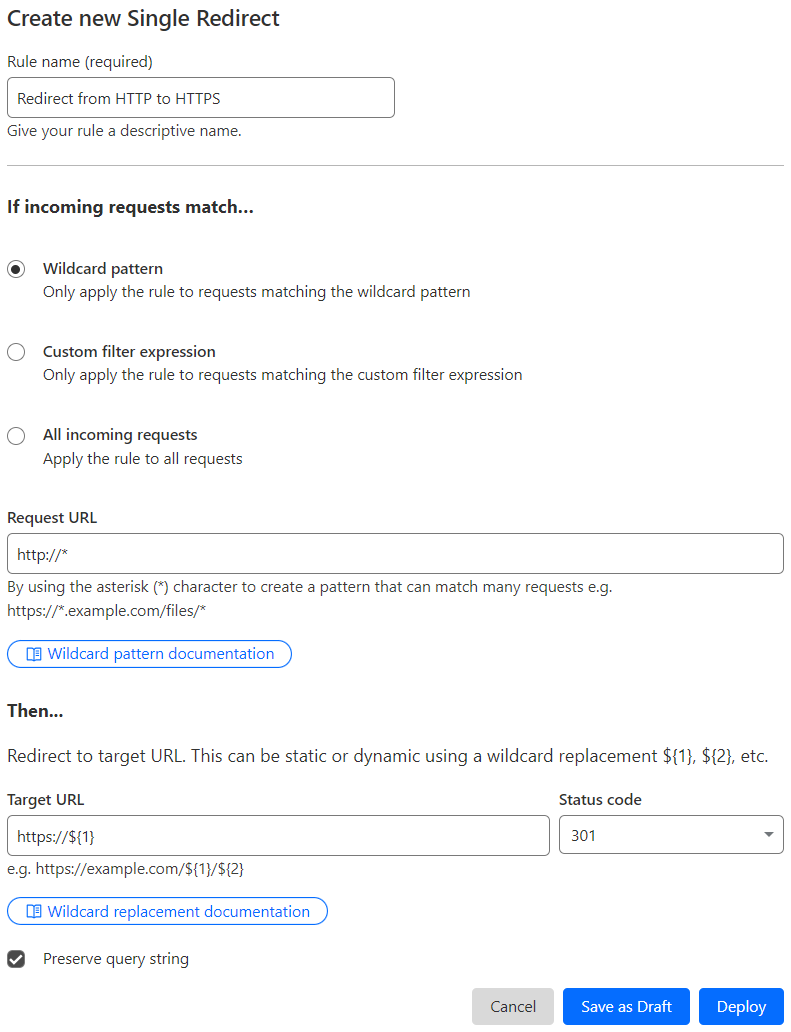 Create new Single Redirect
Rule name (required)
Redirect from HTTP to HTTPS
Give your rule a descriptive name.
If incoming requests match...
Wildcard pattern
Only apply the rule to requests matching the wildcard pattern
Custom filter expression
Only apply the rule to requests matching the custom filter expression
All incoming requests
Apply the rule to all requests
Request URL
http://*
By using the asterisk (*) character to create a pattern that can match many requests e.g.
https://*.example.com/files/*
Wildcard pattern documentation
Then...
Redirect to target URL. This can be static or dynamic using a wildcard replacement ${1}, ${2}, etc.
Target URL
Status code
https://${1}
301
e.g. https://example.com/${1}/${2}
Wildcard replacement documentation
Preserve query string
Cancel
Save as Draft
Deploy